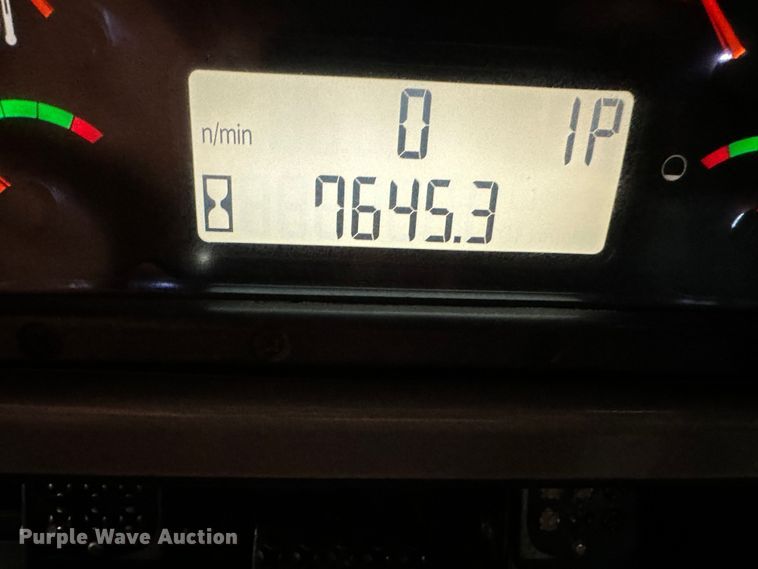 n/min 0 1P
7645.3
Purple Wave Auction